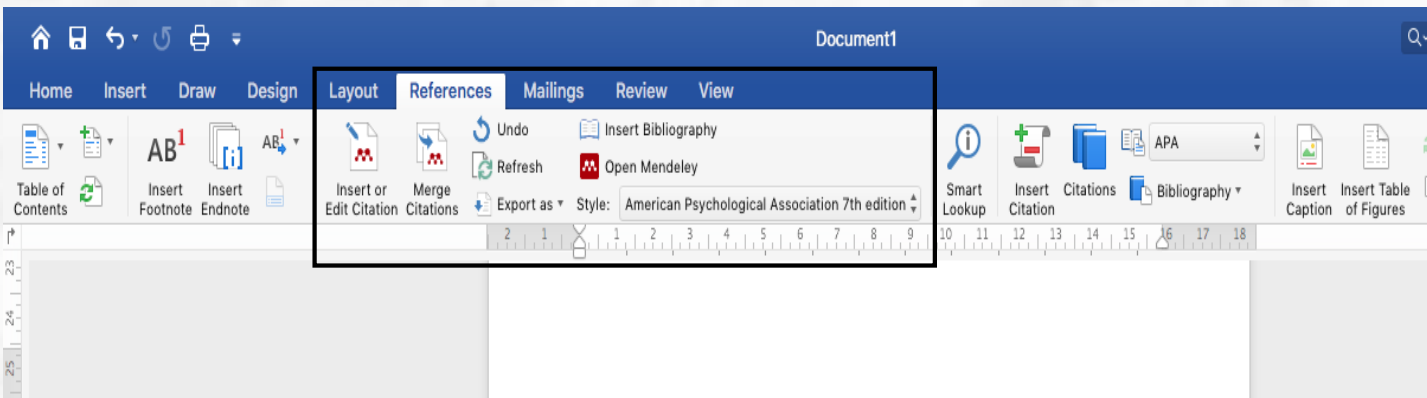 Document1
Home Insert Draw Design Layout References Mailings Review View
Table of
Contents
AB1
Insert
Footnote
[i]
Insert
Endnote
AB1
Insert or
Edit Citation
Merge
Citations
Undo
Refresh
Export as
Insert Bibliography
Open Mendeley
Style: American Psychological Association 7th edition
Smart
Lookup
Insert
Citation
Citations
APA
Bibliography
Insert
Caption
Insert Table
of Figures
2 1 1 2 3 4 5 6 7 8 9 10 11 12 13 14 15 16 17 18
23
24
25